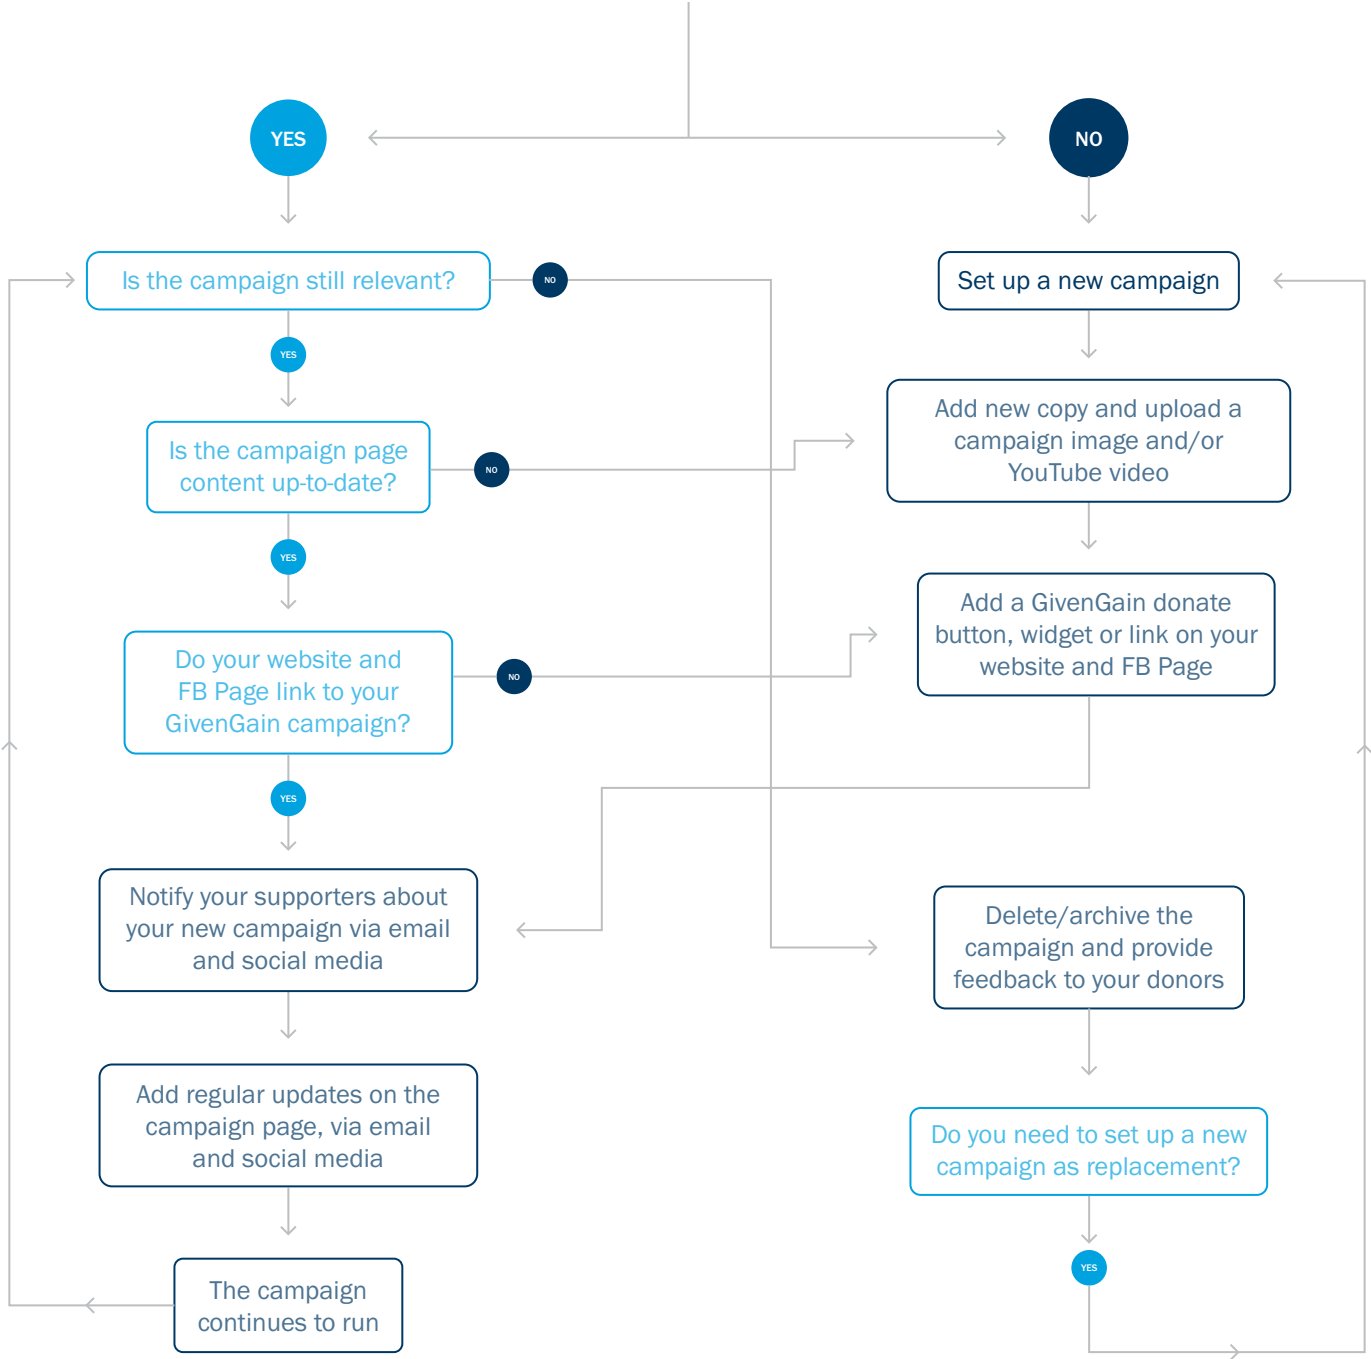 YES
NO
Is the campaign still relevant?
NO
Set up a new campaign
YES
Add new copy and upload a
campaign image and/or
YouTube video
Is the campaign page
content up-to-date?
NO
YES
Add a GivenGain donate
button, widget or link on your
website and FB Page
Do your website and
FB Page link to your
GivenGain campaign?
NO
YES
Notify your supporters about
your new campaign via email
and social media
Delete/archive the
campaign and provide
feedback to your donors
Add regular updates on the
campaign page, via email
and social media
Do you need to set up a new
campaign as replacement?
YES
The campaign
continues to run